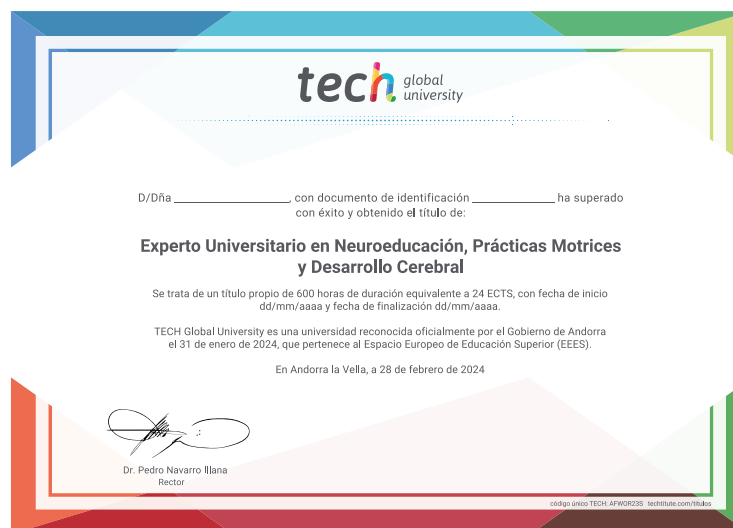 tech global university
D/Dña ________________, con documento de identificación ____________ ha superado
con éxito y obtenido el título de:
Experto Universitario en Neuroeducación, Prácticas Motrices
y Desarrollo Cerebral
Se trata de un título propio de 600 horas de duración equivalente a 24 ECTS, con fecha de inicio
dd/mm/aaaa y fecha de finalización dd/mm/aaaa.
TECH Global University es una universidad reconocida oficialmente por el Gobierno de Andorra
el 31 de enero de 2024, que pertenece al Espacio Europeo de Educación Superior (EEES).
En Andorra la Vella, a 28 de febrero de 2024
Dr. Pedro Navarro Illana
Rector
código único TECH: AFWOR23S techtitute.com/titulos